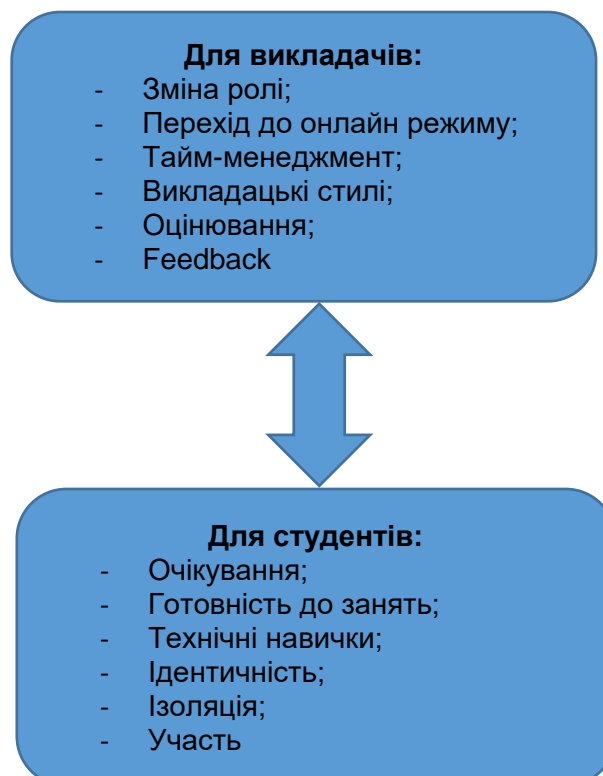 Для викладачів:
- Зміна ролі;
- Перехід до онлайн режиму;
- Тайм-менеджмент;
- Викладацькі стилі;
- Оцінювання;
- Feedback
Для студентів:
- Очікування;
- Готовність до занять;
- Технічні навички;
- Ідентичність;
- Ізоляція;
- Участь